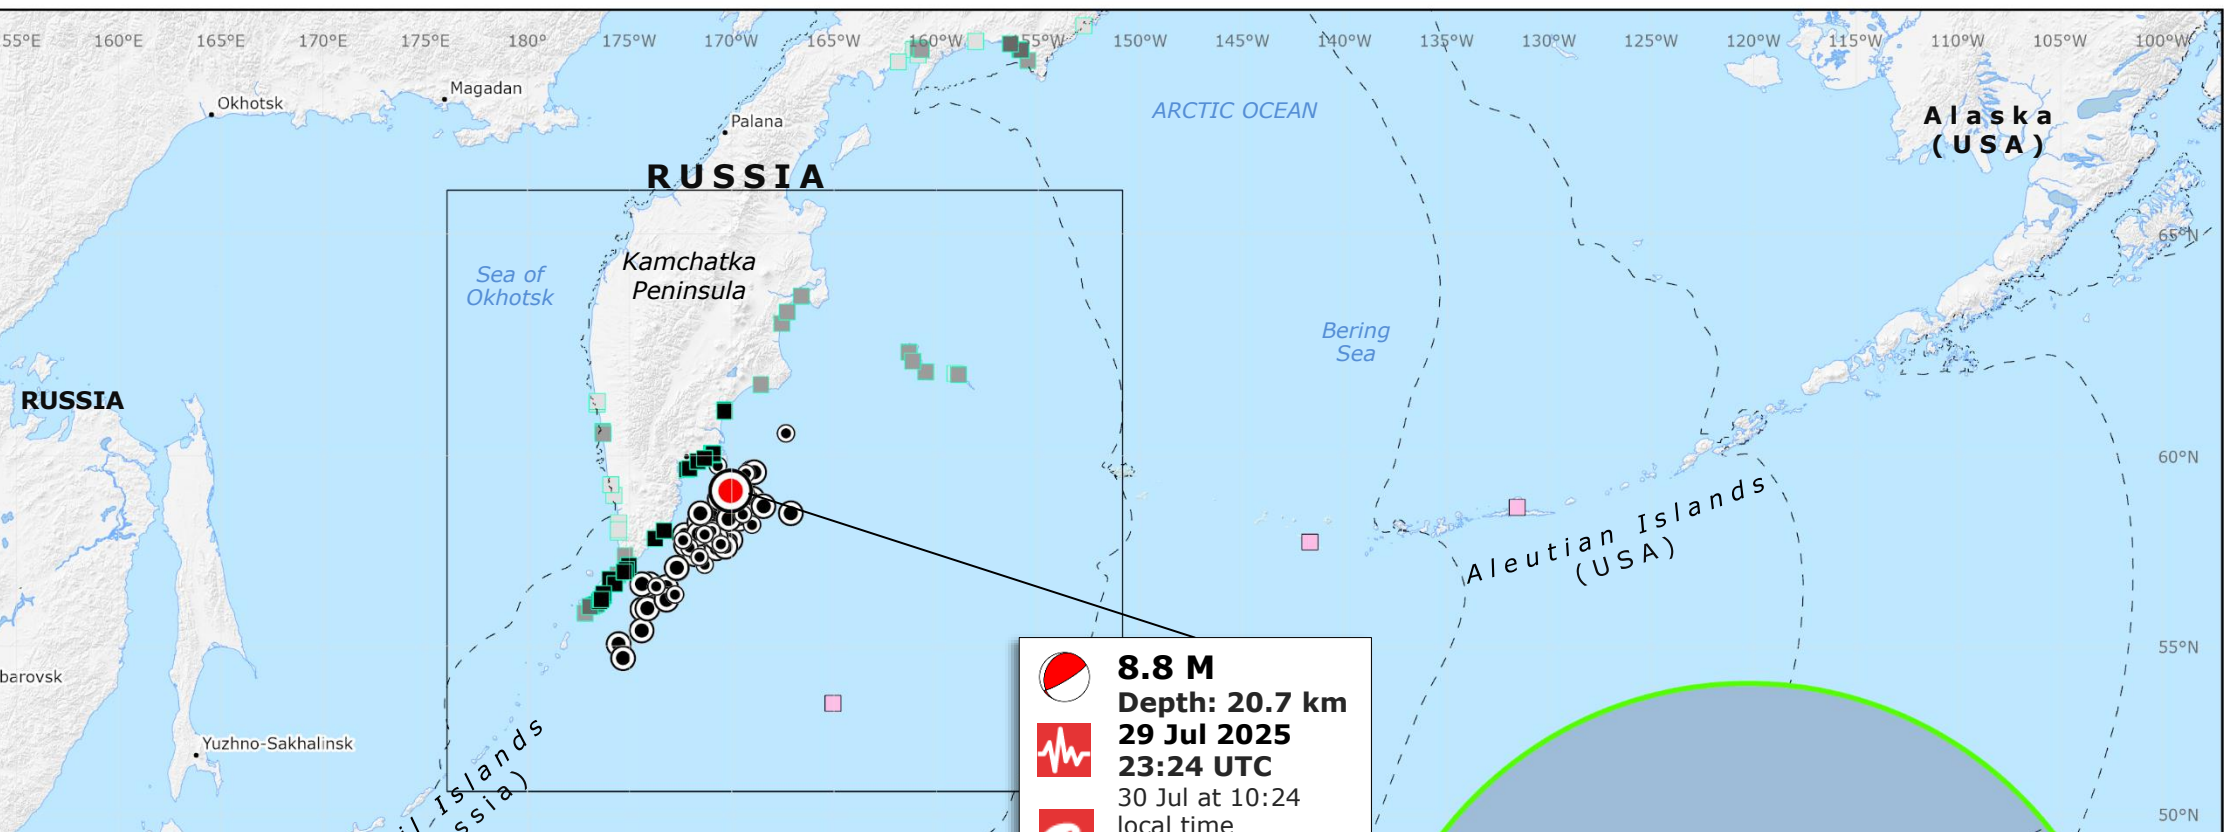 55°E 160°E 165°E 170°E 175°E 180° 175°W 170°W 165°W 160°W 155°W 150°W 145°W 140°W 135°W 130°W 125°W 120°W 115°W 110°W 105°W 100°W
Magadan
Okhotsk
Palana
ARCTIC OCEAN
Alaska
(USA)
RUSSIA
65°N
Kamchatka
Peninsula
Sea of
Okhotsk
Bering
Sea
RUSSIA
60°N
Aleutian Islands
(USA)
55°N
barovsk
8.8 M
Depth: 20.7 km
29 Jul 2025
23:24 UTC
30 Jul at 10:24
local time
Yuzhno-Sakhalinsk
il Islands
ssia)
50°N